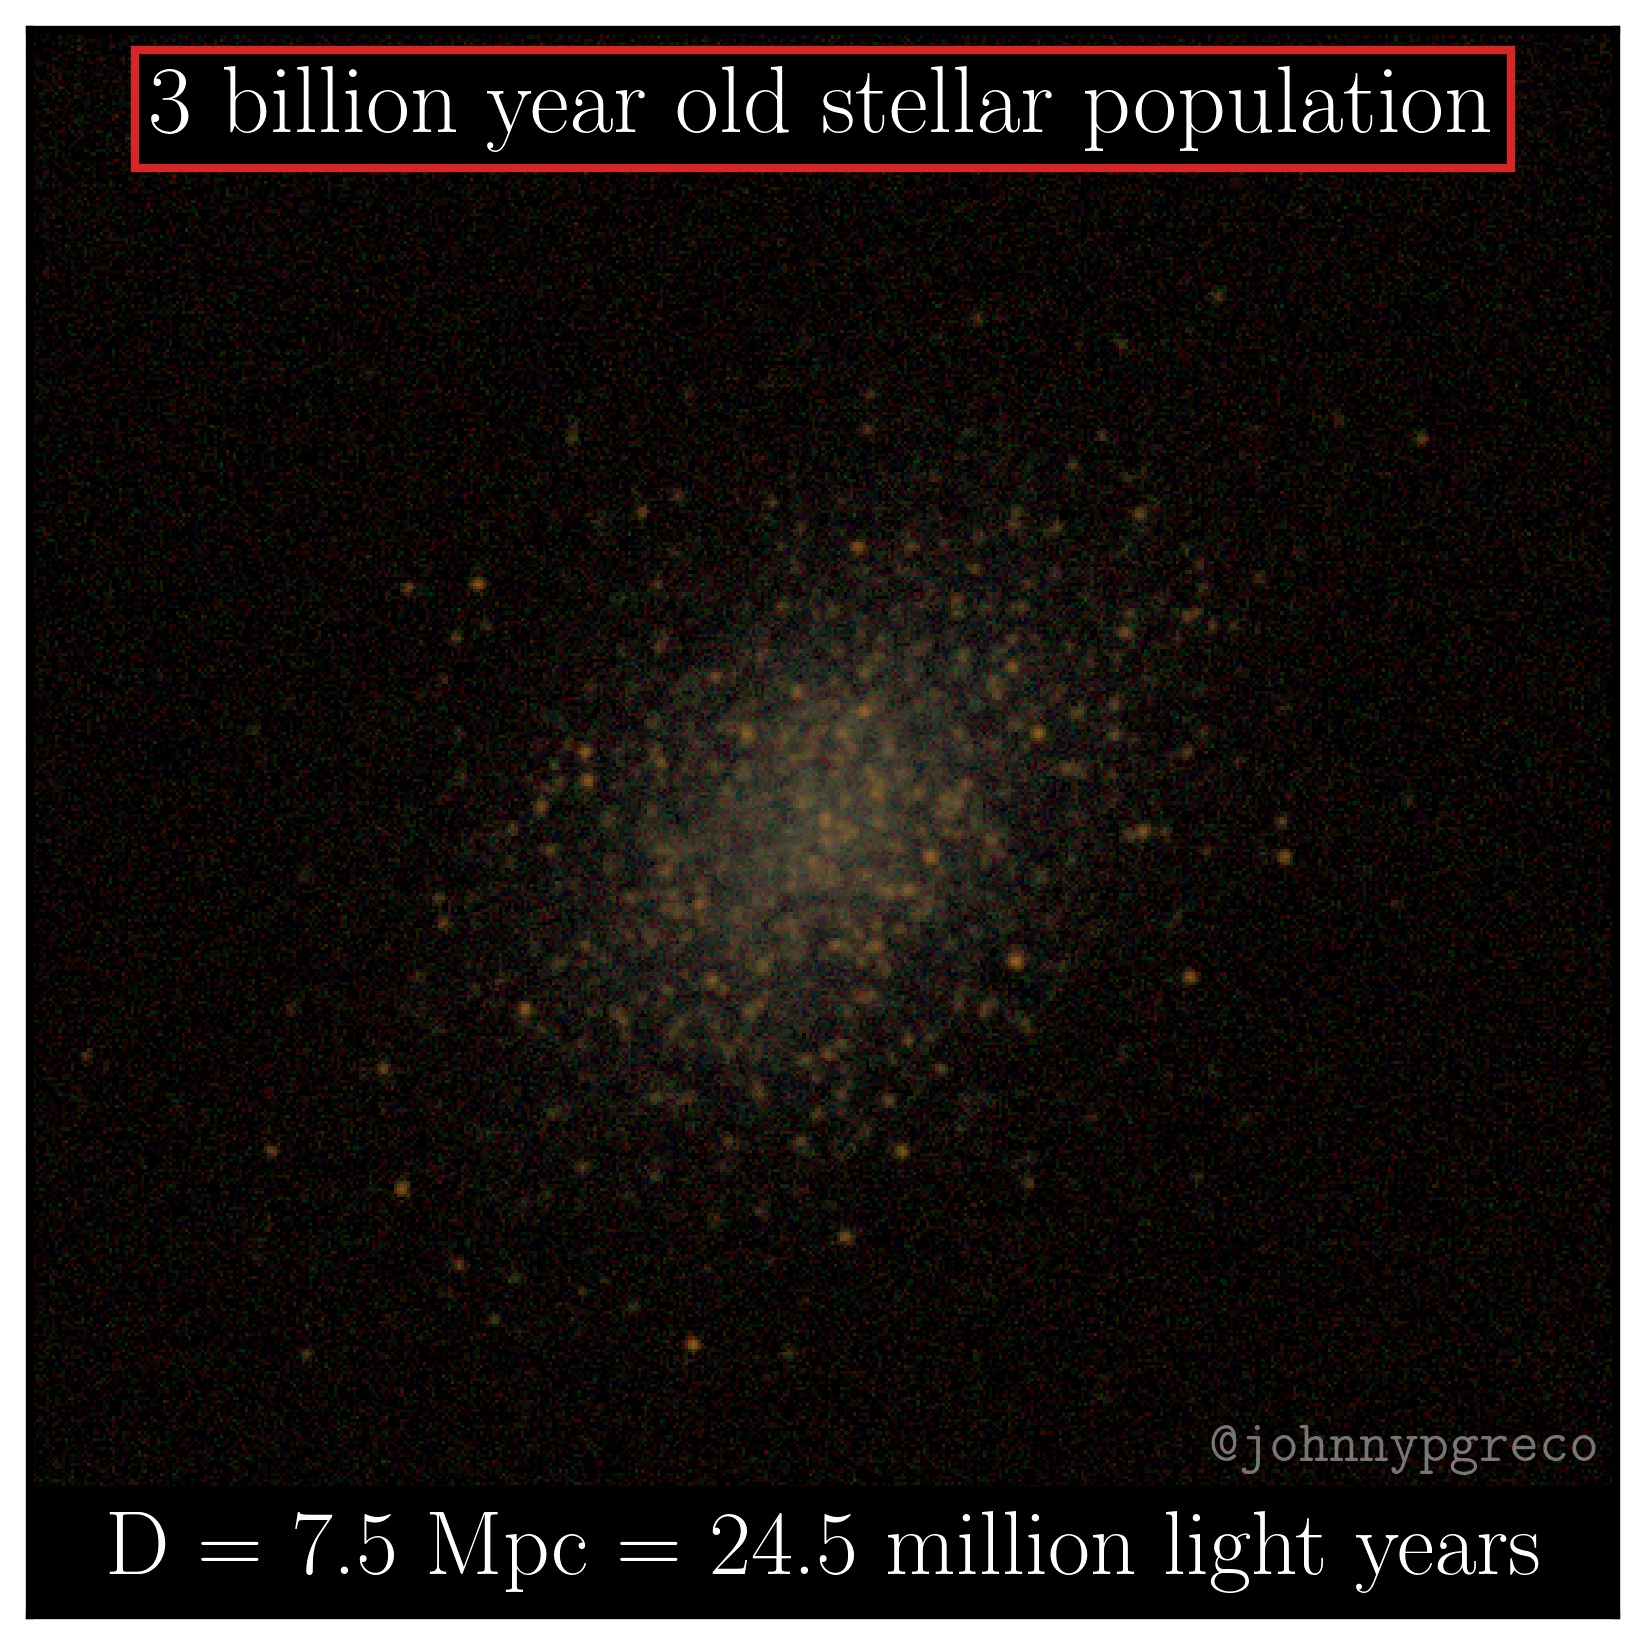 3 billion year old stellar population
@johnnypgreco
D = 7.5 Mpc = 24.5 million light years